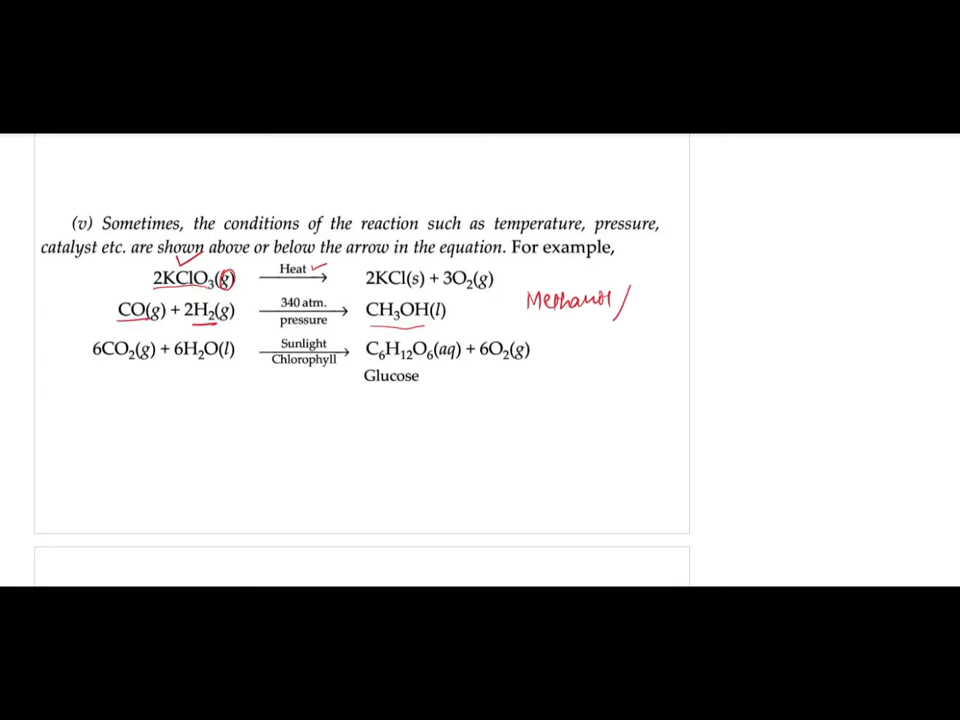 (v) Sometimes, the conditions of the reaction such as temperature, pressure,
catalyst etc. are shown above or below the arrow in the equation. For example,
2KClO₃(g) Heat → 2KCl(s) + 3O₂(g)
CO(g) + 2H₂(g) 340 atm. pressure → CH₃OH(l) Methanol/
6CO₂(g) + 6H₂O(l) Sunlight Chlorophyll → C₆H₁₂O₆(aq) + 6O₂(g)
Glucose